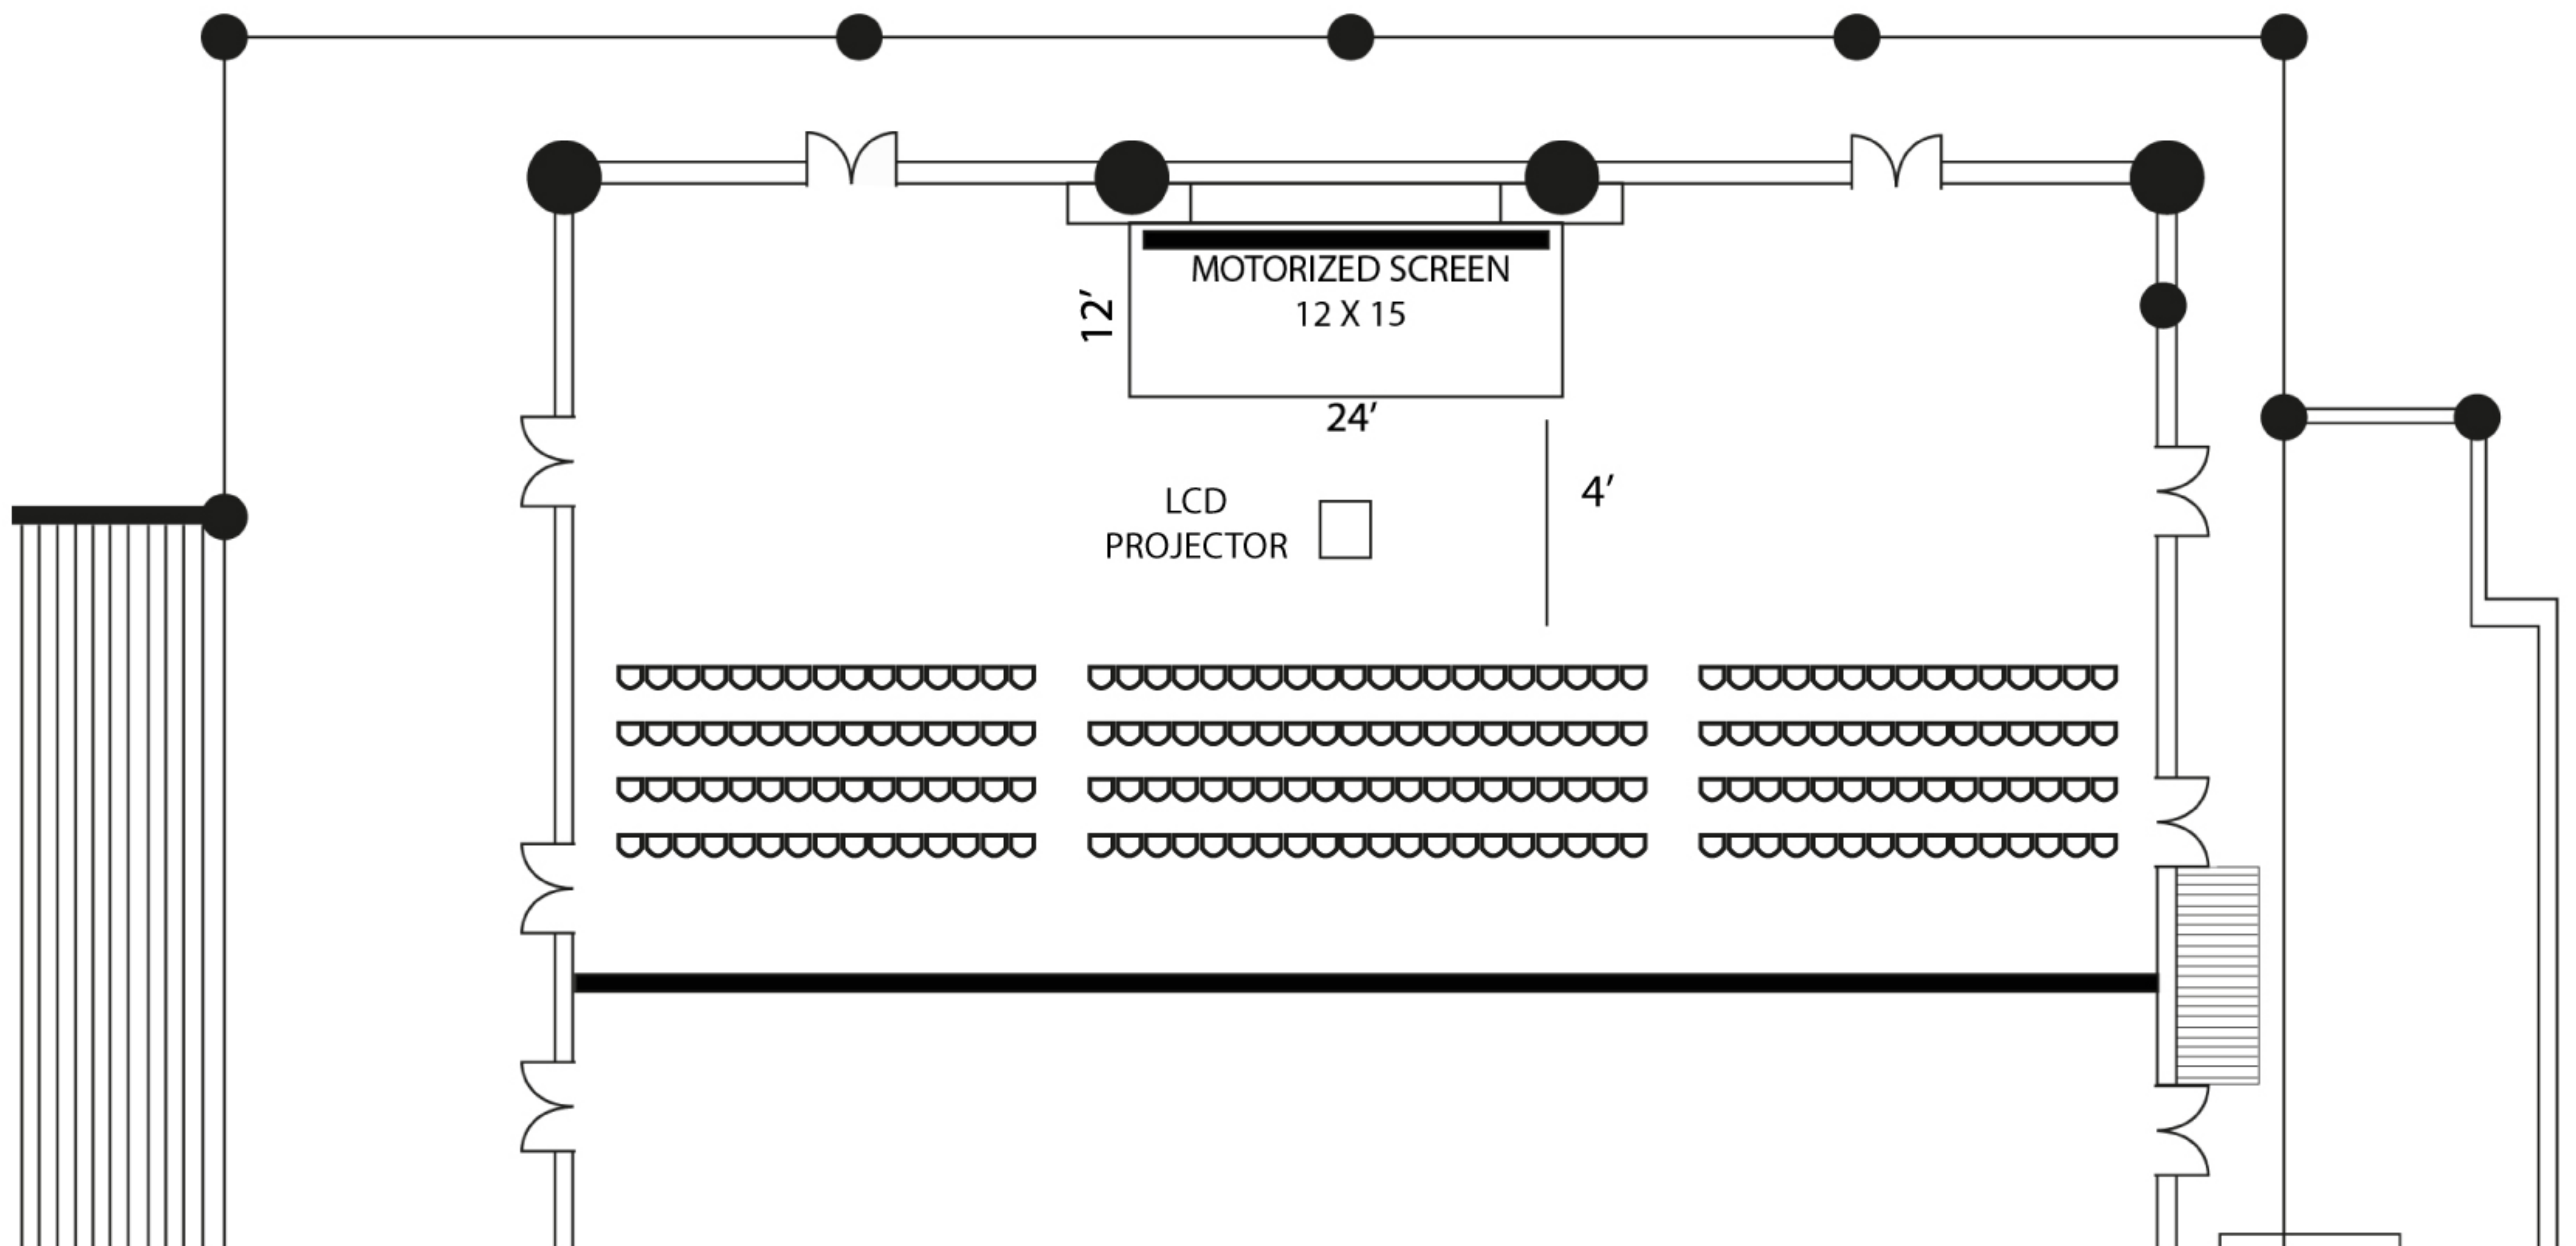 MOTORIZED SCREEN
12 X 15
12'
24'
4'
LCD
PROJECTOR